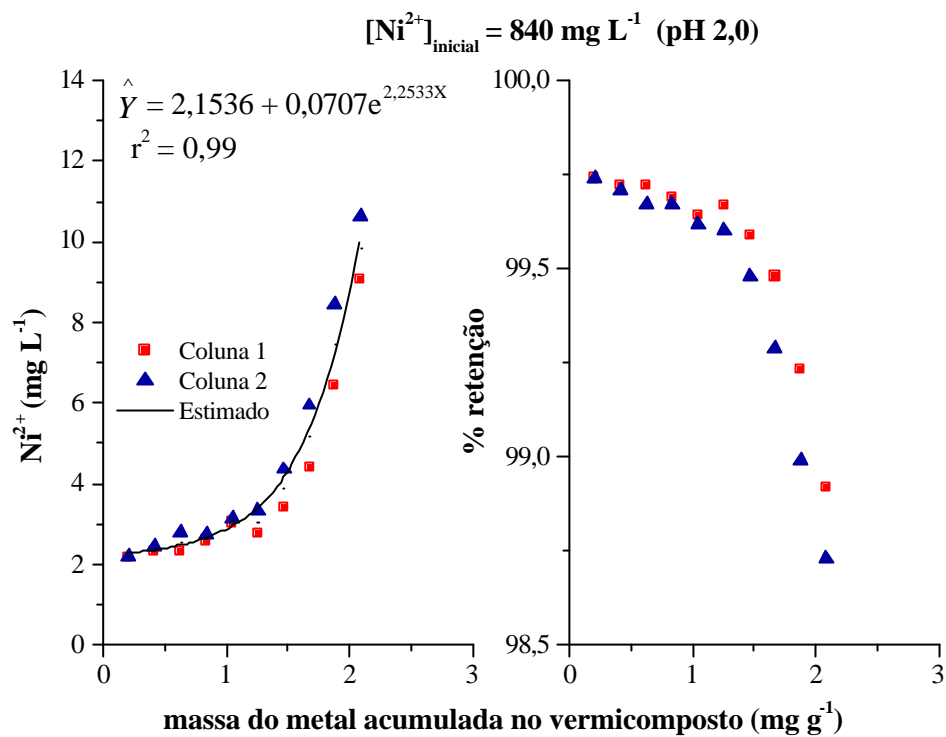 [Ni²⁺]inicial = 840 mg L⁻¹ (pH 2,0)
Ŷ = 2,1536 + 0,0707e^2,2533X
r² = 0,99
Ni²⁺ (mg L⁻¹)
14
12
10
8
6
4
2
0
Coluna 1
Coluna 2
Estimado
0 1 2 3
% retenção
100,0
99,5
99,0
98,5
0 1 2 3
massa do metal acumulada no vermicomposto (mg g⁻¹)